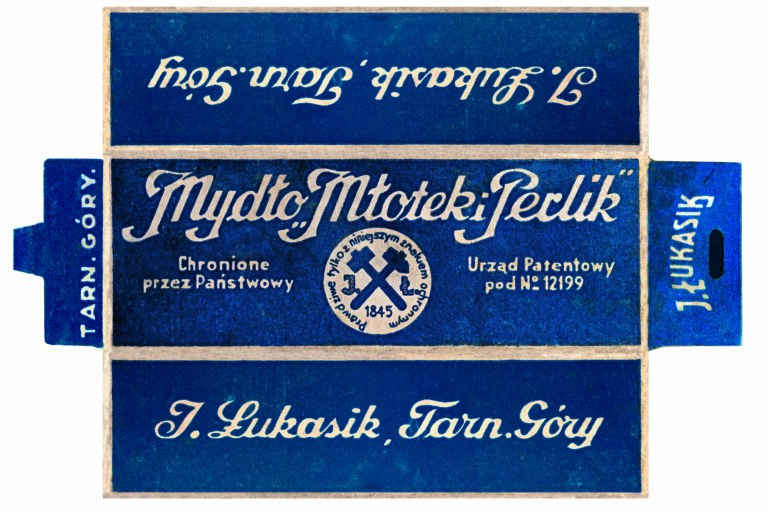 J. Łukasik, Tarn. Góry
TARN. GÓRY.
Mydło „Młotek i Perlik”
Chronione
przez Państwowy
Prawdziwe tylko z niniejszym znakiem ochronnym
J Ł
1845
Urząd Patentowy
pod No 12199
J. ŁUKASIK
J. Łukasik, Tarn. Góry